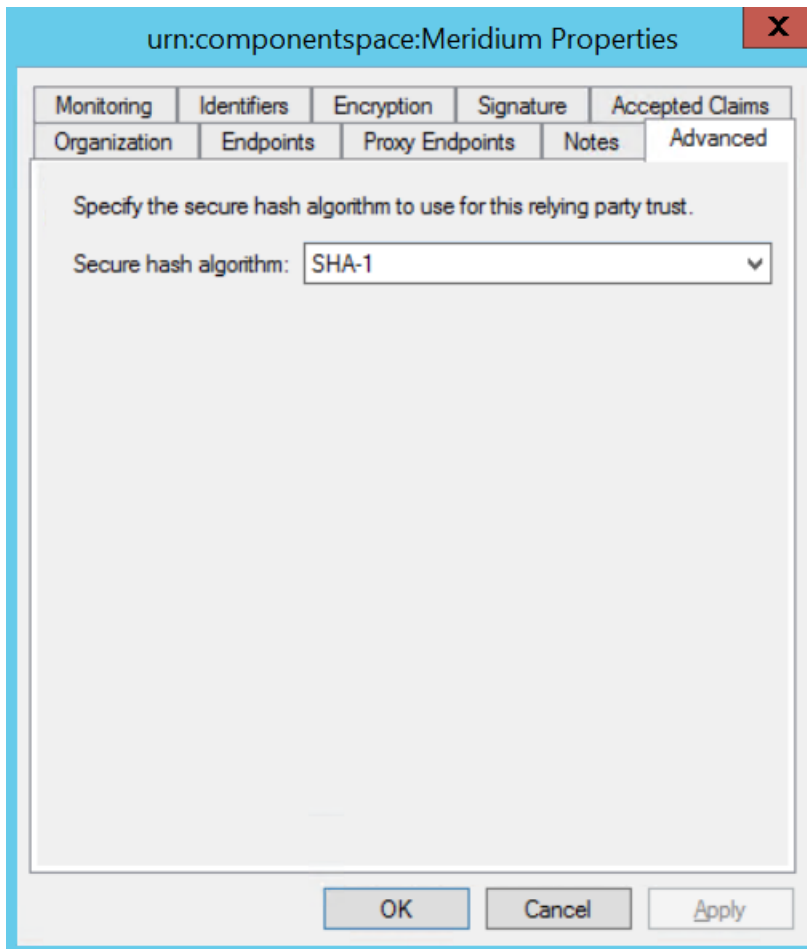 urn:componentspace:Meridium Properties
X
Monitoring Identifiers Encryption Signature Accepted Claims
Organization Endpoints Proxy Endpoints Notes Advanced
Specify the secure hash algorithm to use for this relying party trust.
Secure hash algorithm: SHA-1
OK Cancel Apply